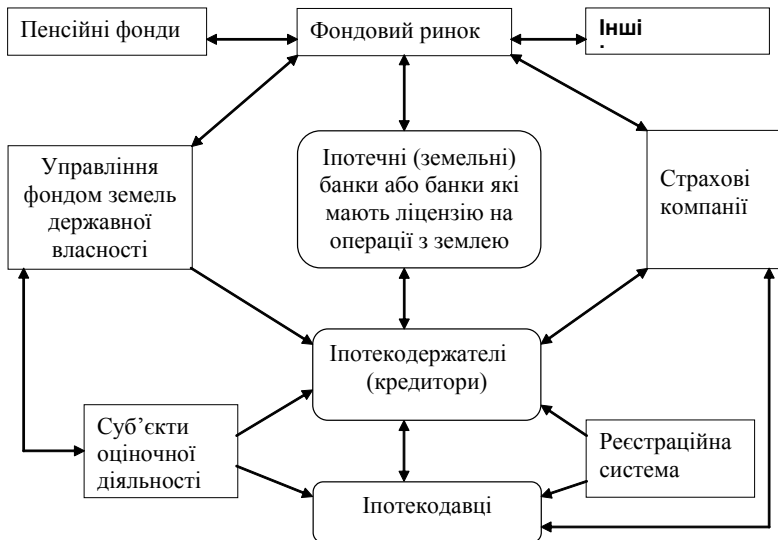 Пенсійні фонди
Фондовий ринок
Інші
Управління
фондом земель
державної
власності
Іпотечні (земельні)
банки або банки які
мають ліцензію на
операції з землею
Страхові
компанії
Іпотекодержателі
(кредитори)
Суб’єкти
оціночної
діяльності
Реєстраційна
система
Іпотекодавці